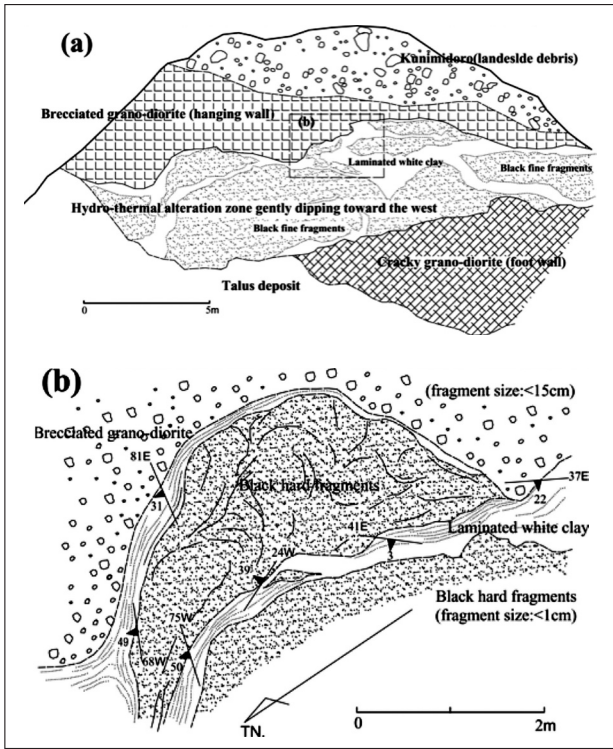 (a)
Kunimidoro(landeslide debris)
Brecciated grano-diorite (hanging wall)
(b)
Laminated white clay
Black fine fragments
Hydro-thermal alteration zone gently dipping toward the west
Black fine fragments
Cracky grano-diorite (foot wall)
Talus deposit
0 5m
(b)
(fragment size:<15cm)
Brecciated grano-diorite
81E
37E
Black hard fragments
31
22
41E
Laminated white clay
24W
3
39
Black hard fragments
(fragment size:<1cm)
75W
49
68W
50
TN.
0 2m